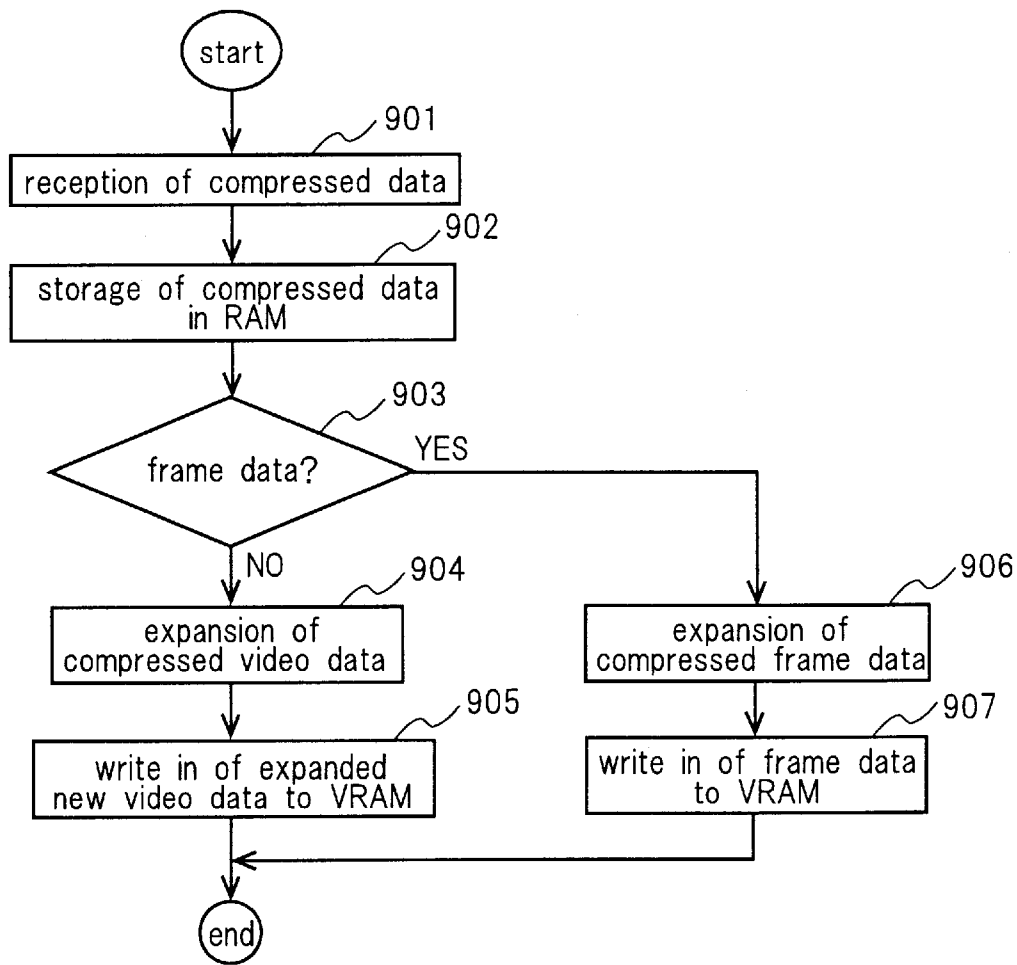 start
901
reception of compressed data
902
storage of compressed data
in RAM
903
frame data?
YES
NO
904
expansion of
compressed video data
905
write in of expanded
new video data to VRAM
906
expansion of
compressed frame data
907
write in of frame data
to VRAM
end